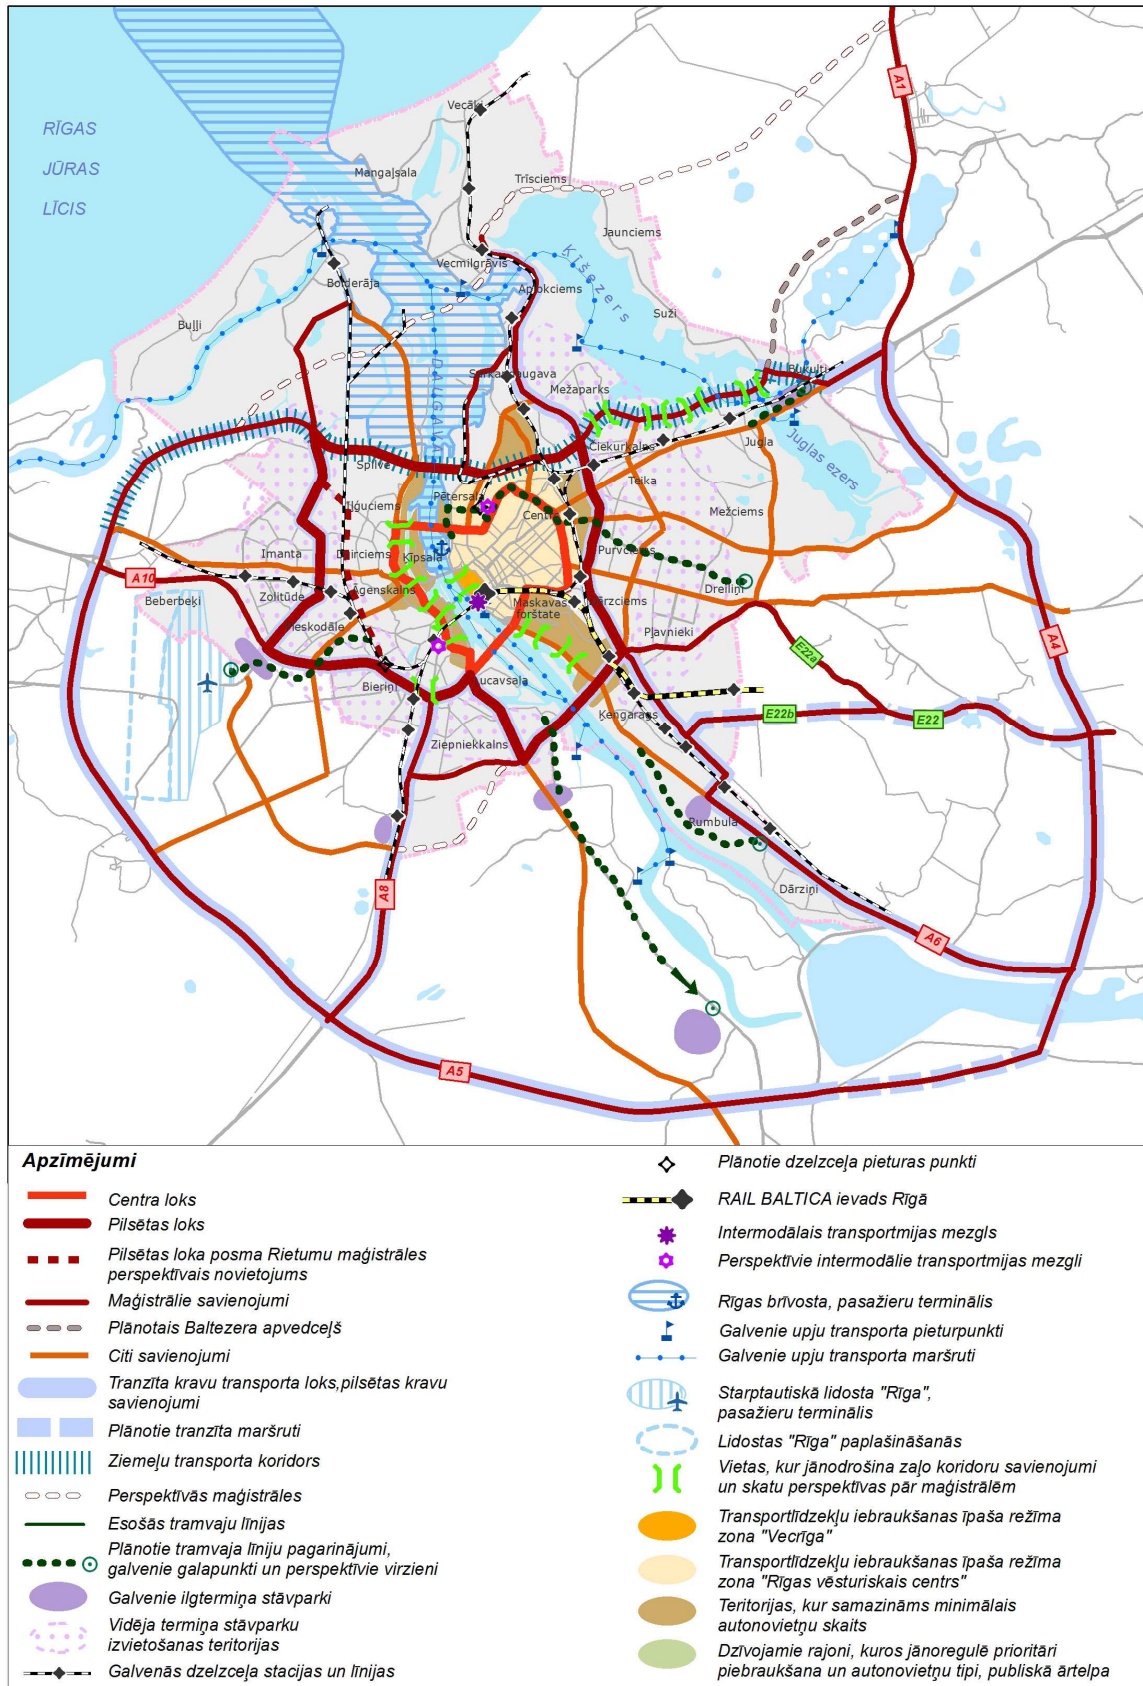 RĪGAS
JŪRAS
LĪCIS
A1
Vecāķi
Mangaļsala
Trīsciems
Jaunciems
Vecmilgrāvis
Ķīšezers
Bolderāja
Aplokciems
Suži
Buļļi
DAUGAVA
Sarkandaugava
Mežaparks
Bukulti
Jugla
Juglas ezers
Ciekurkalns
Spilve
Teika
Iļģuciems
Pētersala
Centrs
Mežciems
Imanta
Dzirciems
Ķīpsala
Purvciems
A10
Beberbeķi
Zolitūde
Āgenskalns
Dreiliņi
Maskavas
forštate
Dārzciems
Pleskodāle
Pļavnieki
A4
E22a
Bieriņi
Lucavsala
Ķengarags
E22b
E22
Ziepniekkalns
Rumbula
A8
Dārziņi
A6
A5
Apzīmējumi
Centra loks
Pilsētas loks
Pilsētas loka posma Rietumu maģistrāles
perspektīvais novietojums
Maģistrālie savienojumi
Plānotais Baltezera apvedceļš
Citi savienojumi
Tranzīta kravu transporta loks,pilsētas kravu
savienojumi
Plānotie tranzīta maršruti
Ziemeļu transporta koridors
Perspektīvās maģistrāles
Esošās tramvaju līnijas
Plānotie tramvaja līniju pagarinājumi,
galvenie galapunkti un perspektīvie virzieni
Galvenie ilgtermiņa stāvparki
Vidēja termiņa stāvparku
izvietošanas teritorijas
Galvenās dzelzceļa stacijas un līnijas
Plānotie dzelzceļa pieturas punkti
RAIL BALTICA ievads Rīgā
Intermodālais transportmijas mezgls
Perspektīvie intermodālie transportmijas mezgli
Rīgas brīvosta, pasažieru terminālis
Galvenie upju transporta pieturpunkti
Galvenie upju transporta maršruti
Starptautiskā lidosta "Rīga",
pasažieru terminālis
Lidostas "Rīga" paplašināšanās
Vietas, kur jānodrošina zaļo koridoru savienojumi
un skatu perspektīvas pār maģistrālēm
Transportlīdzekļu iebraukšanas īpaša režīma
zona "Vecrīga"
Transportlīdzekļu iebraukšanas īpaša režīma
zona "Rīgas vēsturiskais centrs"
Teritorijas, kur samazināms minimālais
autonovietņu skaits
Dzīvojamie rajoni, kuros jānoregulē prioritāri
piebraukšana un autonovietņu tipi, publiskā ārtelpa